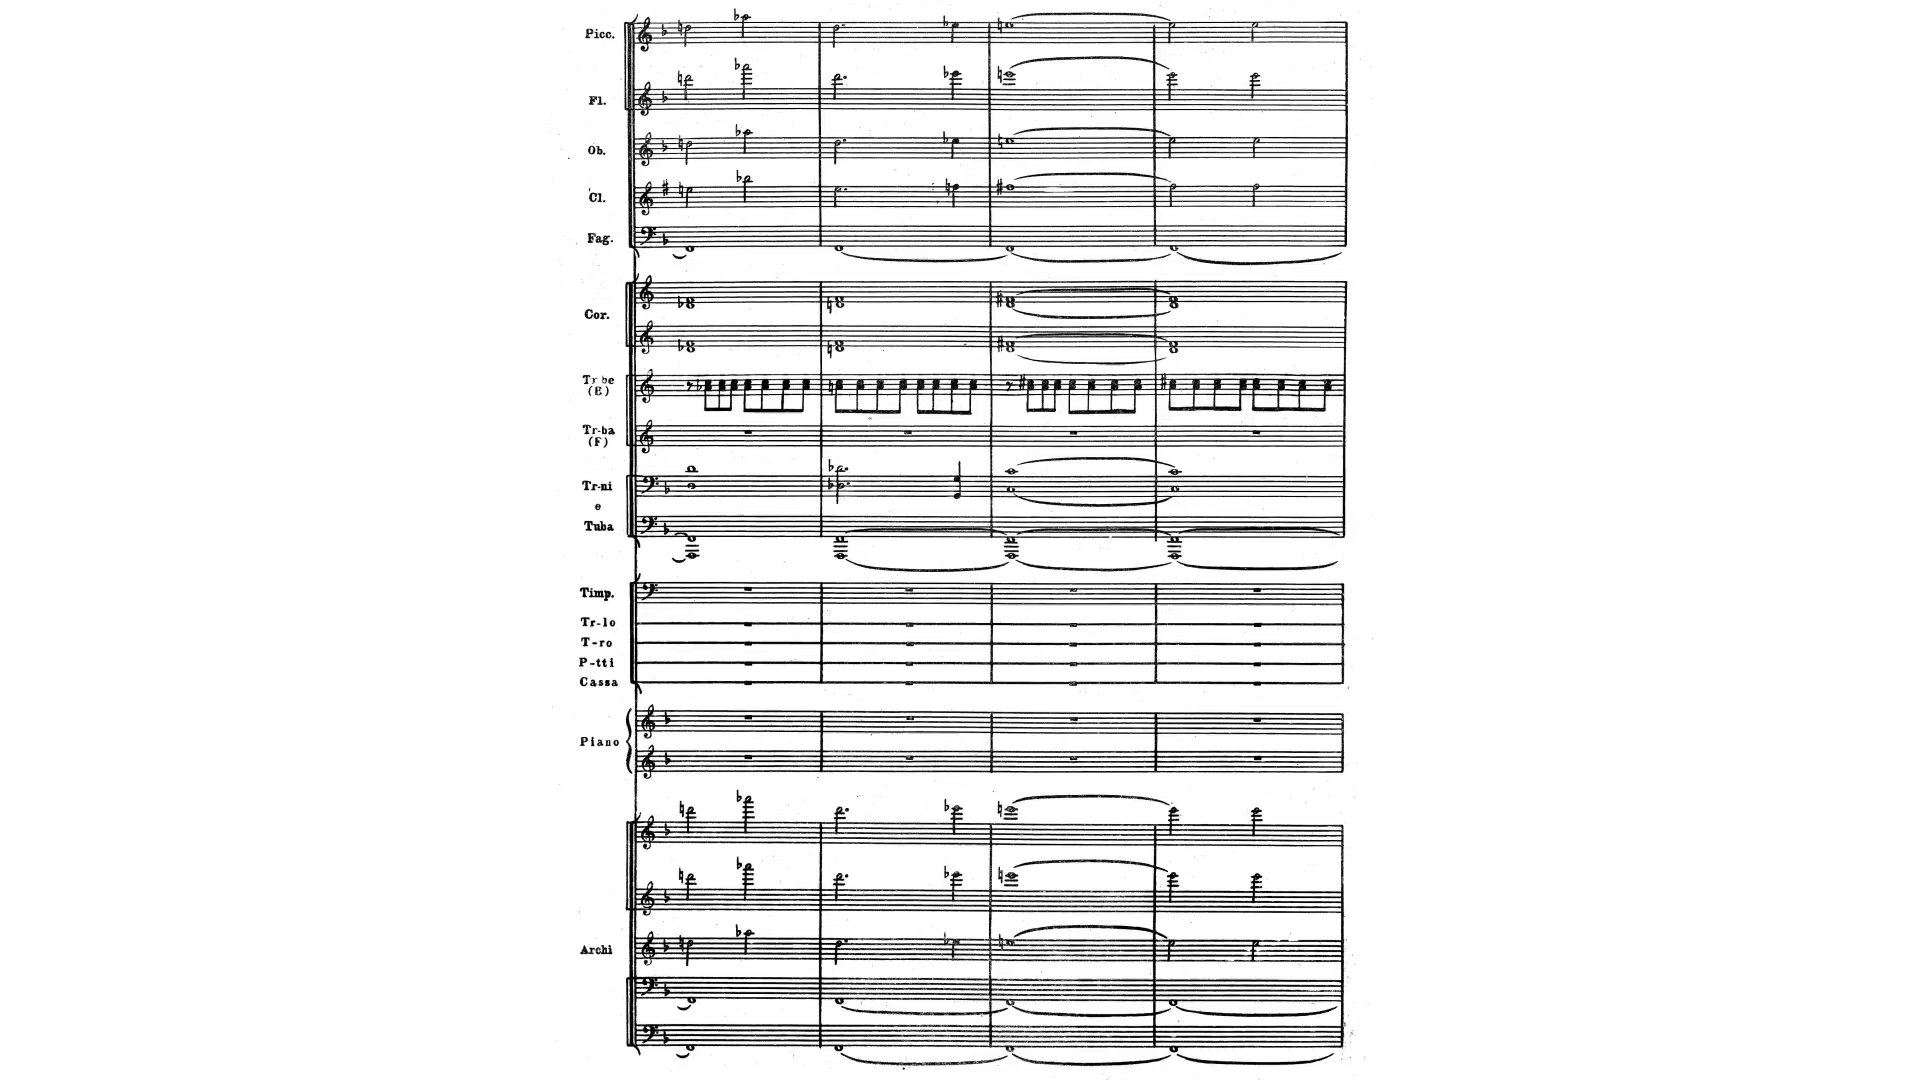 Picc.
Fl.
Ob.
Cl.
Fag.
Cor.
Tr-be
(B)
Tr-ba
(F)
Tr-ni
e
Tuba
Timp.
Tr-lo
T-ro
P-tti
Cassa
Piano
Archi